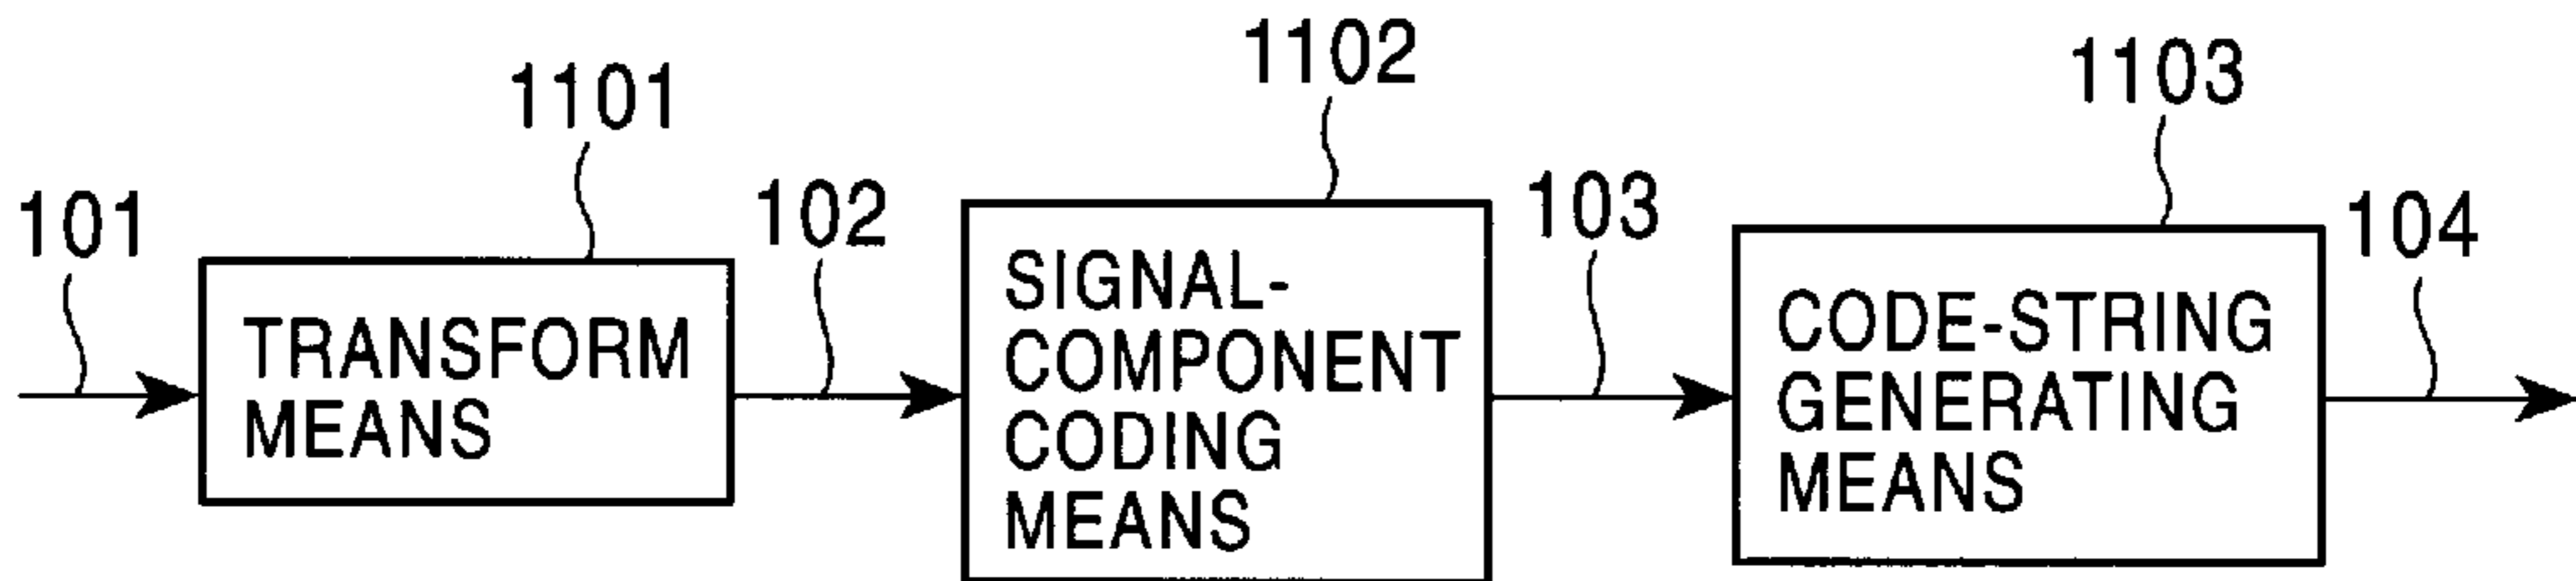 1101
1102
1103
101
102
103
104
TRANSFORM
MEANS
SIGNAL-
COMPONENT
CODING
MEANS
CODE-STRING
GENERATING
MEANS